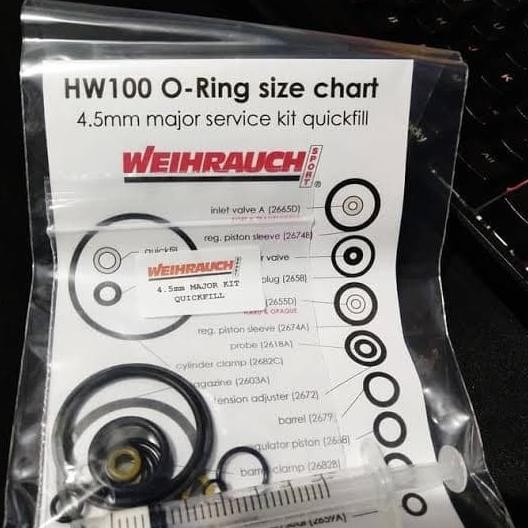 HW100 O-Ring size chart
4.5mm major service kit quickfill
WEIHRAUCH SPORT ®
inlet valve A (2665D)
reg. piston sleeve (2674B)
valve
plug (2658)
WEIHRAUCH
4.5mm MAJOR KIT
QUICKFILL
(2655D)
reg. piston sleeve (2674A)
probe (2618A)
cylinder clamp (2682C)
magazine (2603A)
tension adjuster (2672)
barrel (2679)
regulator piston (2668)
barrel clamp (2682B)